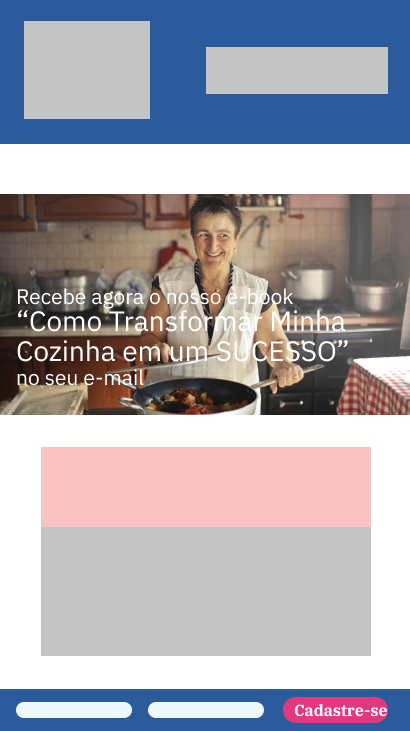 Recebe agora o nosso e-book
“Como Transformar Minha
Cozinha em um SUCESSO”
no seu e-mail
Cadastre-se